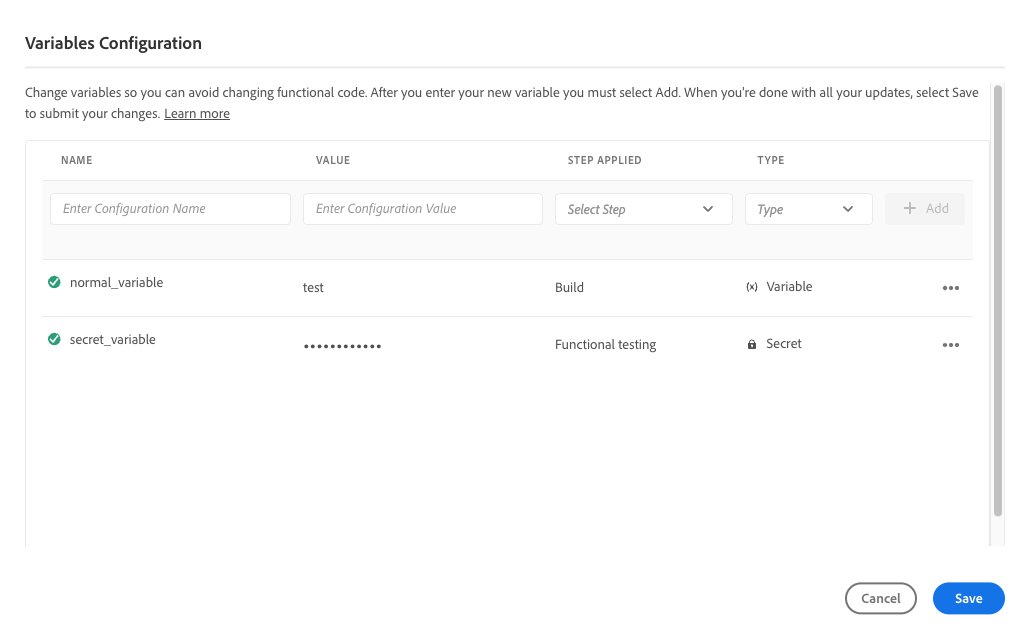 Variables Configuration
Change variables so you can avoid changing functional code. After you enter your new variable you must select Add. When you're done with all your updates, select Save
to submit your changes. Learn more
NAME VALUE STEP APPLIED TYPE
Enter Configuration Name Enter Configuration Value Select Step Type + Add
normal_variable test Build (x) Variable •••
secret_variable •••••••••••• Functional testing Secret •••
Cancel Save